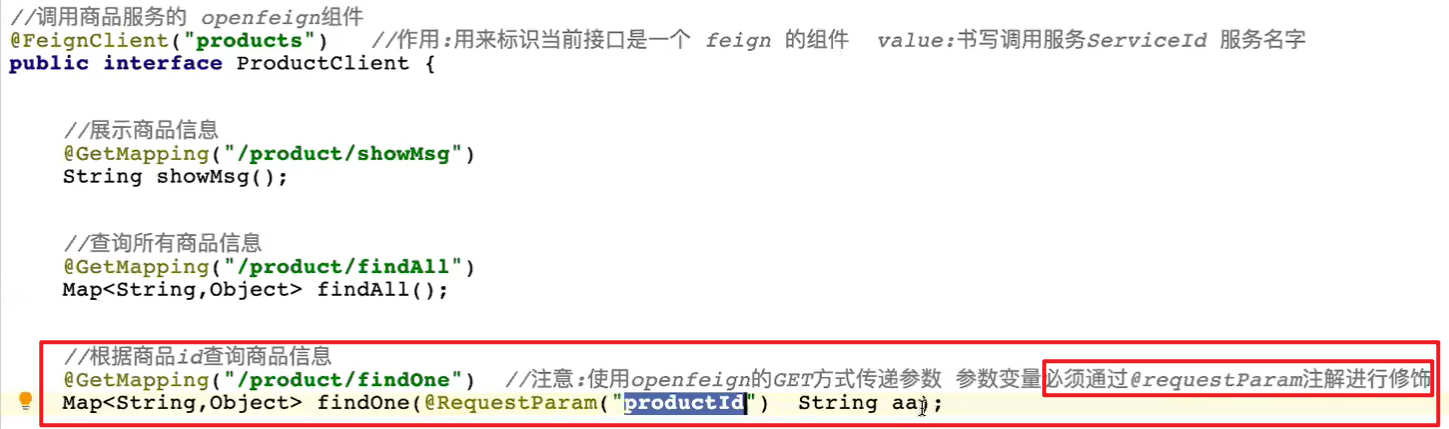 //调用商品服务的 openfeign组件
@FeignClient("products")   //作用:用来标识当前接口是一个 feign 的组件  value:书写调用服务ServiceId 服务名字
public interface ProductClient {
//展示商品信息
@GetMapping("/product/showMsg")
String showMsg();
//查询所有商品信息
@GetMapping("/product/findAll")
Map<String,Object> findAll();
//根据商品id查询商品信息
@GetMapping("/product/findOne")  //注意:使用openfeign的GET方式传递参数 参数变量必须通过@requestParam注解进行修饰
Map<String,Object> findOne(@RequestParam("productId")  String aa);